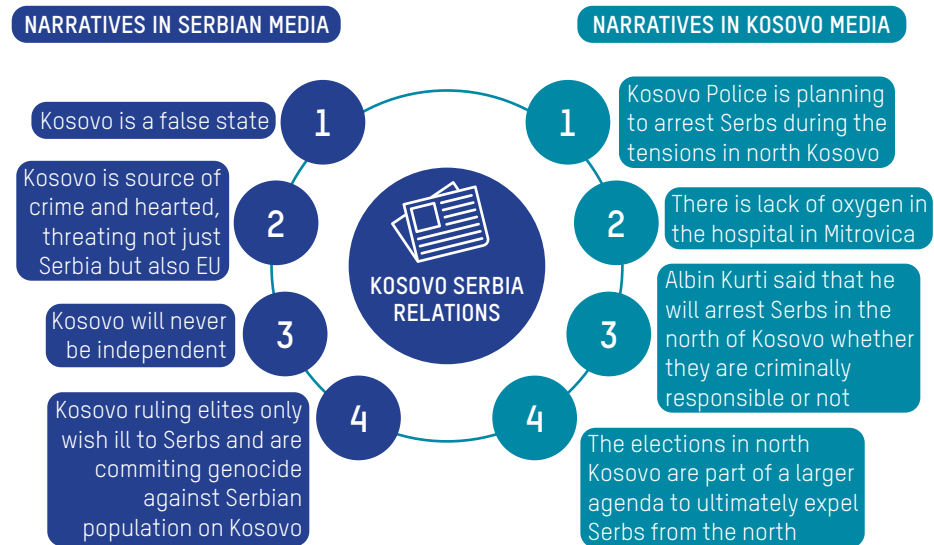 NARRATIVES IN SERBIAN MEDIA
1
Kosovo is a false state
2
Kosovo is source of
crime and hearted,
threating not just
Serbia but also EU
3
Kosovo will never
be independent
4
Kosovo ruling elites only
wish ill to Serbs and are
commiting genocide
against Serbian
population on Kosovo
KOSOVO SERBIA
RELATIONS
NARRATIVES IN KOSOVO MEDIA
1
Kosovo Police is planning
to arrest Serbs during the
tensions in north Kosovo
2
There is lack of oxygen in
the hospital in Mitrovica
3
Albin Kurti said that he
will arrest Serbs in the
north of Kosovo whether
they are criminally
responsible or not
4
The elections in north
Kosovo are part of a larger
agenda to ultimately expel
Serbs from the north